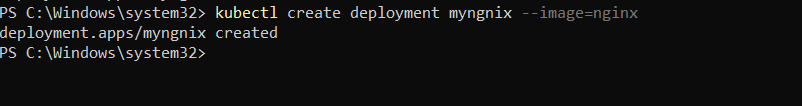 PS C:\Windows\system32> kubectl create deployment myngnix --image=nginx
deployment.apps/myngnix created
PS C:\Windows\system32>